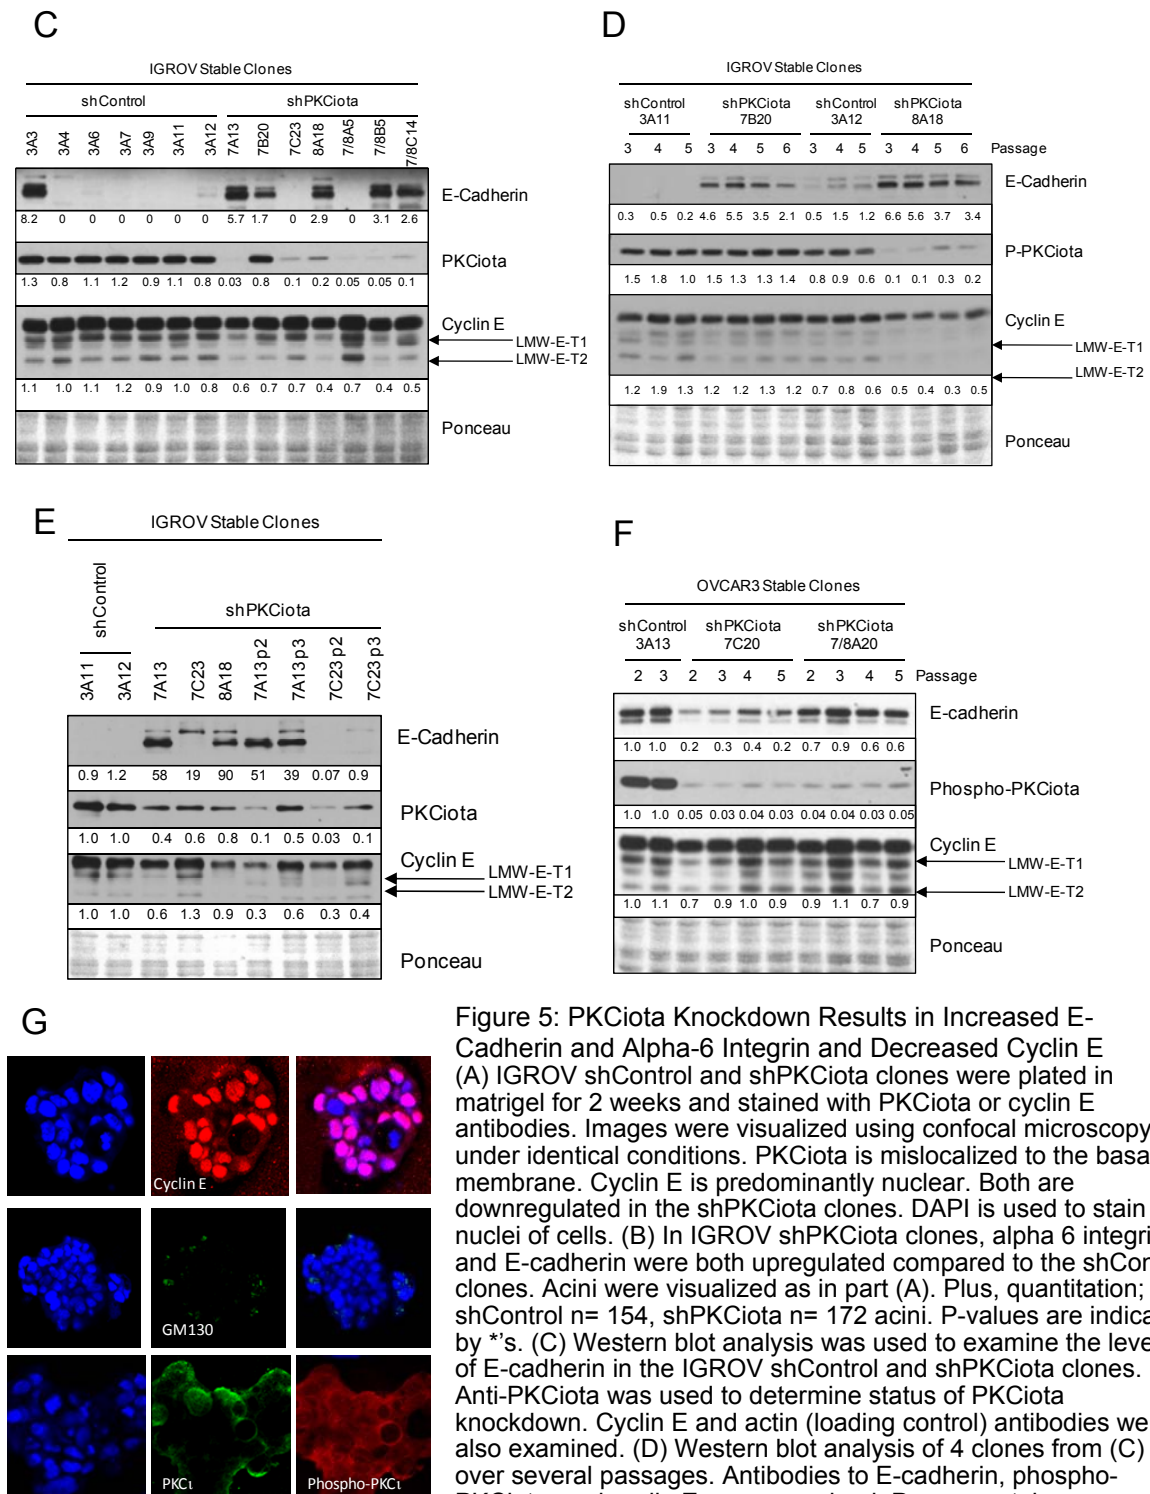 C
IGROV Stable Clones
shControl shPKCiota
3A3 3A4 3A6 3A7 3A9 3A11 3A12 7A13 7B20 7C23 8A18 7/8A5 7/8B5 7/8C14
E-Cadherin
8.2 0 0 0 0 0 0 5.7 1.7 0 2.9 0 3.1 2.6
PKCiota
1.3 0.8 1.1 1.2 0.9 1.1 0.8 0.03 0.8 0.1 0.2 0.05 0.05 0.1
Cyclin E
LMW-E-T1
LMW-E-T2
1.1 1.0 1.1 1.2 0.9 1.0 0.8 0.6 0.7 0.7 0.4 0.7 0.4 0.5
Ponceau
D
IGROV Stable Clones
shControl shPKCiota shControl shPKCiota
3A11 7B20 3A12 8A18
3 4 5 3 4 5 6 3 4 5 3 4 5 6 Passage
E-Cadherin
0.3 0.5 0.2 4.6 5.5 3.5 2.1 0.5 1.5 1.2 6.6 5.6 3.7 3.4
P-PKCiota
1.5 1.8 1.0 1.5 1.3 1.3 1.4 0.8 0.9 0.6 0.1 0.1 0.3 0.2
Cyclin E
LMW-E-T1
LMW-E-T2
1.2 1.9 1.3 1.2 1.2 1.3 1.2 0.7 0.8 0.6 0.5 0.4 0.3 0.5
Ponceau
E
IGROV Stable Clones
shControl shPKCiota
3A11 3A12 7A13 7C23 8A18 7A13 p2 7A13 p3 7C23 p2 7C23 p3
E-Cadherin
0.9 1.2 58 19 90 51 39 0.07 0.9
PKCiota
1.0 1.0 0.4 0.6 0.8 0.1 0.5 0.03 0.1
Cyclin E
LMW-E-T1
LMW-E-T2
1.0 1.0 0.6 1.3 0.9 0.3 0.6 0.3 0.4
Ponceau
F
OVCAR3 Stable Clones
shControl shPKCiota shPKCiota
3A13 7C20 7/8A20
2 3 2 3 4 5 2 3 4 5 Passage
E-cadherin
1.0 1.0 0.2 0.3 0.4 0.2 0.7 0.9 0.6 0.6
Phospho-PKCiota
1.0 1.0 0.05 0.03 0.04 0.03 0.04 0.04 0.03 0.05
Cyclin E
LMW-E-T1
LMW-E-T2
1.0 1.1 0.7 0.9 1.0 0.9 0.9 1.1 0.7 0.9
Ponceau
G
Cyclin E
GM130
PKCι Phospho-PKCι
Figure 5: PKCiota Knockdown Results in Increased E-
Cadherin and Alpha-6 Integrin and Decreased Cyclin E
(A) IGROV shControl and shPKCiota clones were plated in
matrigel for 2 weeks and stained with PKCiota or cyclin E
antibodies. Images were visualized using confocal microscopy
under identical conditions. PKCiota is mislocalized to the basa
membrane. Cyclin E is predominantly nuclear. Both are
downregulated in the shPKCiota clones. DAPI is used to stain
nuclei of cells. (B) In IGROV shPKCiota clones, alpha 6 integri
and E-cadherin were both upregulated compared to the shCon
clones. Acini were visualized as in part (A). Plus, quantitation;
shControl n= 154, shPKCiota n= 172 acini. P-values are indica
by *'s. (C) Western blot analysis was used to examine the leve
of E-cadherin in the IGROV shControl and shPKCiota clones.
Anti-PKCiota was used to determine status of PKCiota
knockdown. Cyclin E and actin (loading control) antibodies we
also examined. (D) Western blot analysis of 4 clones from (C)
over several passages. Antibodies to E-cadherin, phospho-